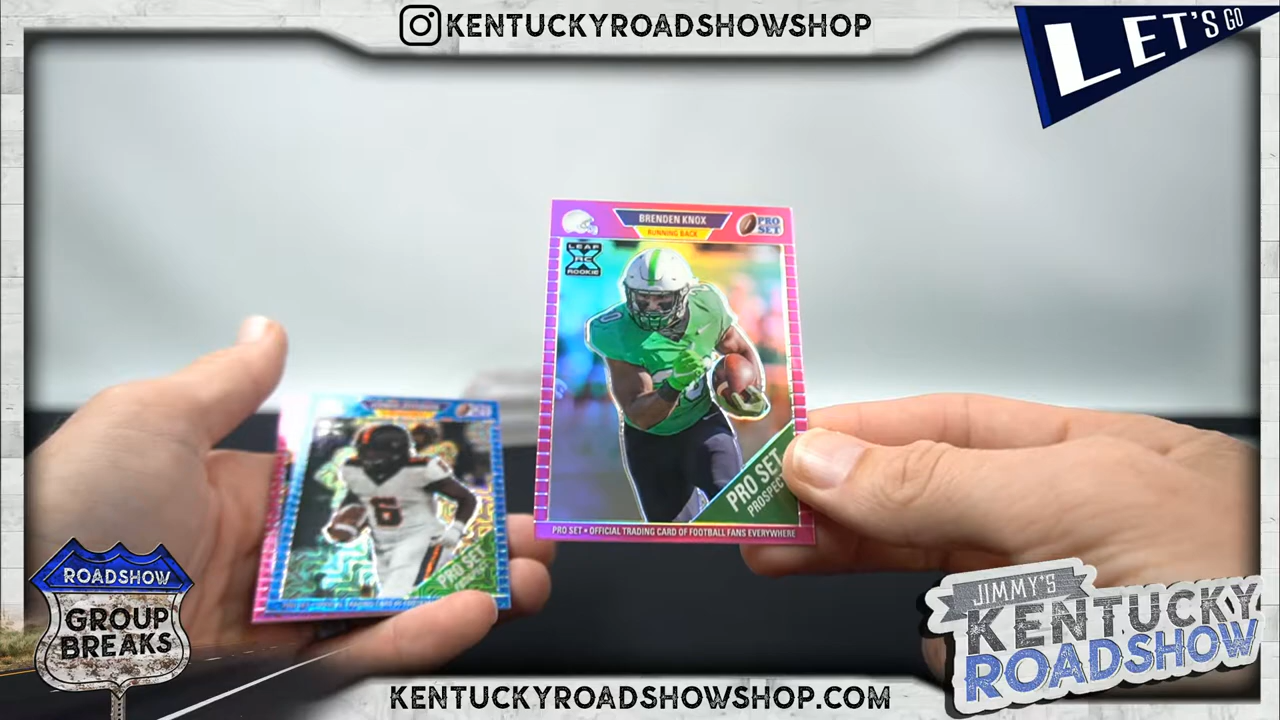 KENTUCKYROADSHOWSHOP
LET'S GO
BRENDEN KNOX
RUNNING BACK
PRO
SET
LEAF
X
RC
ROOKIE
PRO SET
PROSPECT
PRO SET • OFFICIAL TRADING CARD OF FOOTBALL FANS EVERYWHERE
6
PRO SET
ROADSHOW
GROUP
BREAKS
JIMMY'S
KENTUCKY
ROADSHOW
KENTUCKYROADSHOWSHOP.COM